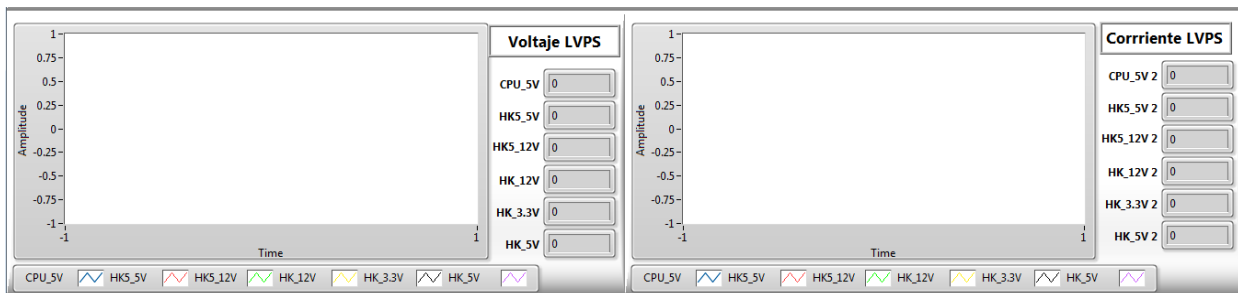 Voltaje LVPS
1
0.75
0.5
0.25
0
-0.25
-0.5
-0.75
-1
Amplitude
-1
1
Time
CPU_5V 0
HK5_5V 0
HK5_12V 0
HK_12V 0
HK_3.3V 0
HK_5V 0
CPU_5V HK5_5V HK5_12V HK_12V HK_3.3V HK_5V
Corrriente LVPS
1
0.75
0.5
0.25
0
-0.25
-0.5
-0.75
-1
Amplitude
-1
1
Time
CPU_5V 2 0
HK5_5V 2 0
HK5_12V 2 0
HK_12V 2 0
HK_3.3V 2 0
HK_5V 2 0
CPU_5V HK5_5V HK5_12V HK_12V HK_3.3V HK_5V